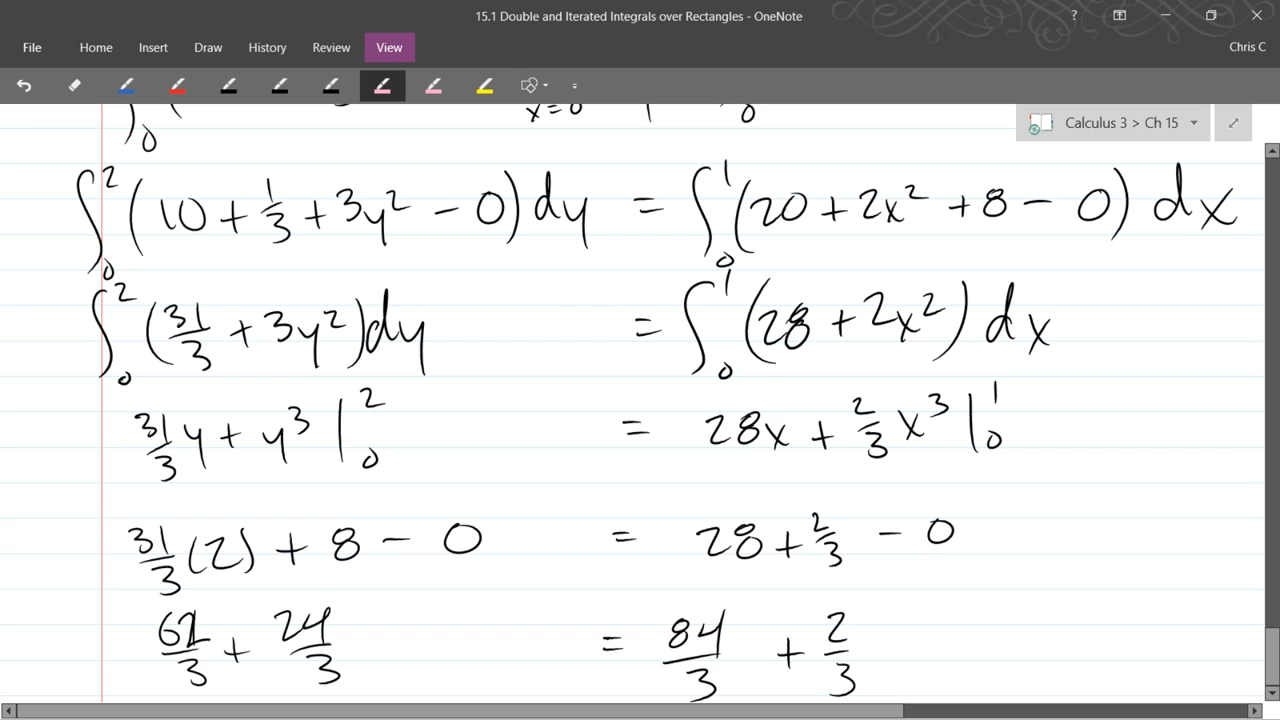 15.1 Double and Iterated Integrals over Rectangles - OneNote
File Home Insert Draw History Review View Chris C
Calculus 3 > Ch 15
0 x=0 0
∫₀² (10 + 1/3 + 3y² - 0) dy = ∫₀¹ (20 + 2x² + 8 - 0) dx
∫₀² (31/3 + 3y²) dy = ∫₀¹ (28 + 2x²) dx
31/3 y + y³ |₀² = 28x + 2/3 x³ |₀¹
31/3 (2) + 8 - 0 = 28 + 2/3 - 0
62/3 + 24/3 = 84/3 + 2/3